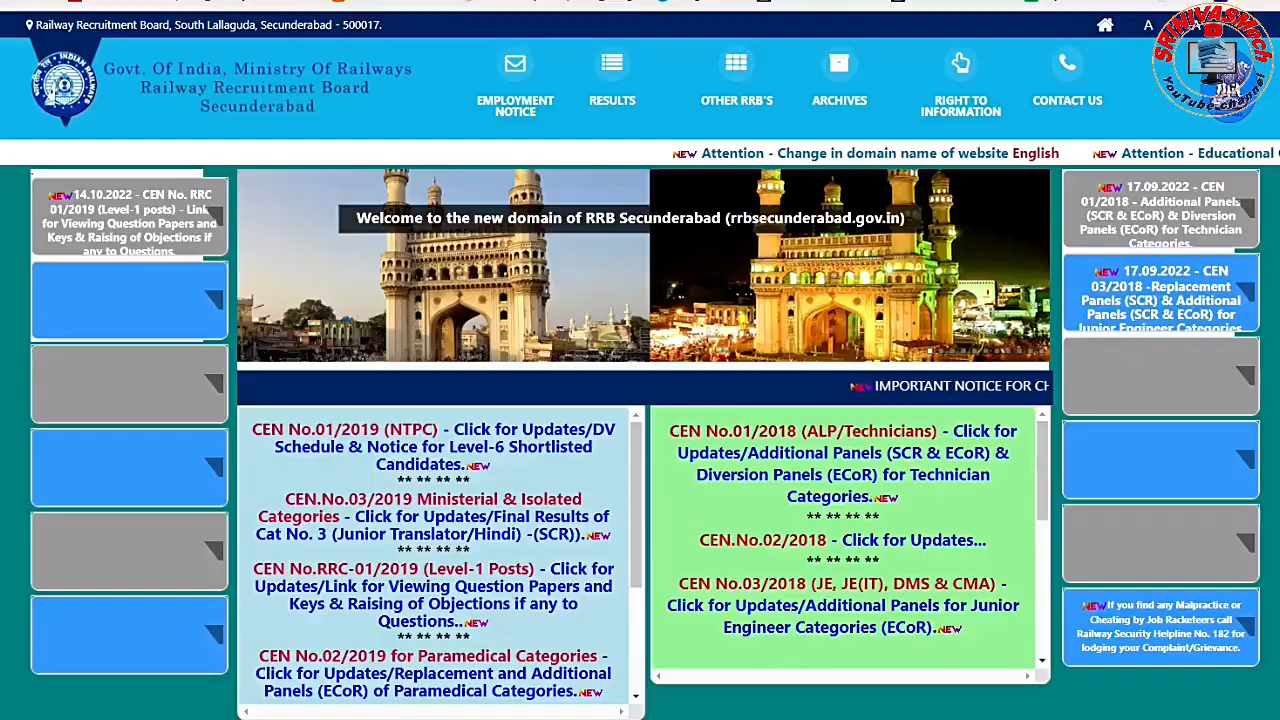 Railway Recruitment Board, South Lallaguda, Secunderabad - 500017.
A
SRINIVASMech
YouTube channel
INDIAN RAILWAYS
Govt. Of India, Ministry Of Railways
Railway Recruitment Board
Secunderabad
EMPLOYMENT
NOTICE
RESULTS
OTHER RRB'S
ARCHIVES
RIGHT TO
INFORMATION
CONTACT US
NEW Attention - Change in domain name of website English
NEW Attention - Educational
NEW 14.10.2022 - CEN No. RRC
01/2019 (Level-1 posts) - Link
for Viewing Question Papers and
Keys & Raising of Objections if
any to Questions.
Welcome to the new domain of RRB Secunderabad (rrbsecunderabad.gov.in)
NEW 17.09.2022 - CEN
01/2018 - Additional Panels
(SCR & ECoR) & Diversion
Panels (ECoR) for Technician
Categories.
NEW 17.09.2022 - CEN
03/2018 -Replacement
Panels (SCR) & Additional
Panels (SCR & ECoR) for
Junior Engineer Categories
NEW IMPORTANT NOTICE FOR CH
CEN No.01/2019 (NTPC) - Click for Updates/DV
Schedule & Notice for Level-6 Shortlisted
Candidates.NEW
** ** ** **
CEN.No.03/2019 Ministerial & Isolated
Categories - Click for Updates/Final Results of
Cat No. 3 (Junior Translator/Hindi) -(SCR)).NEW
** ** ** **
CEN No.RRC-01/2019 (Level-1 Posts) - Click for
Updates/Link for Viewing Question Papers and
Keys & Raising of Objections if any to
Questions..NEW
** ** ** **
CEN No.02/2019 for Paramedical Categories -
Click for Updates/Replacement and Additional
Panels (ECoR) of Paramedical Categories.NEW
CEN No.01/2018 (ALP/Technicians) - Click for
Updates/Additional Panels (SCR & ECoR) &
Diversion Panels (ECoR) for Technician
Categories.NEW
** ** ** **
CEN.No.02/2018 - Click for Updates...
** ** ** **
CEN No.03/2018 (JE, JE(IT), DMS & CMA) -
Click for Updates/Additional Panels for Junior
Engineer Categories (ECoR).NEW
NEW If you find any Malpractice or
Cheating by Job Racketeers call
Railway Security Helpline No. 182 for
lodging your Complaint/Grievance.